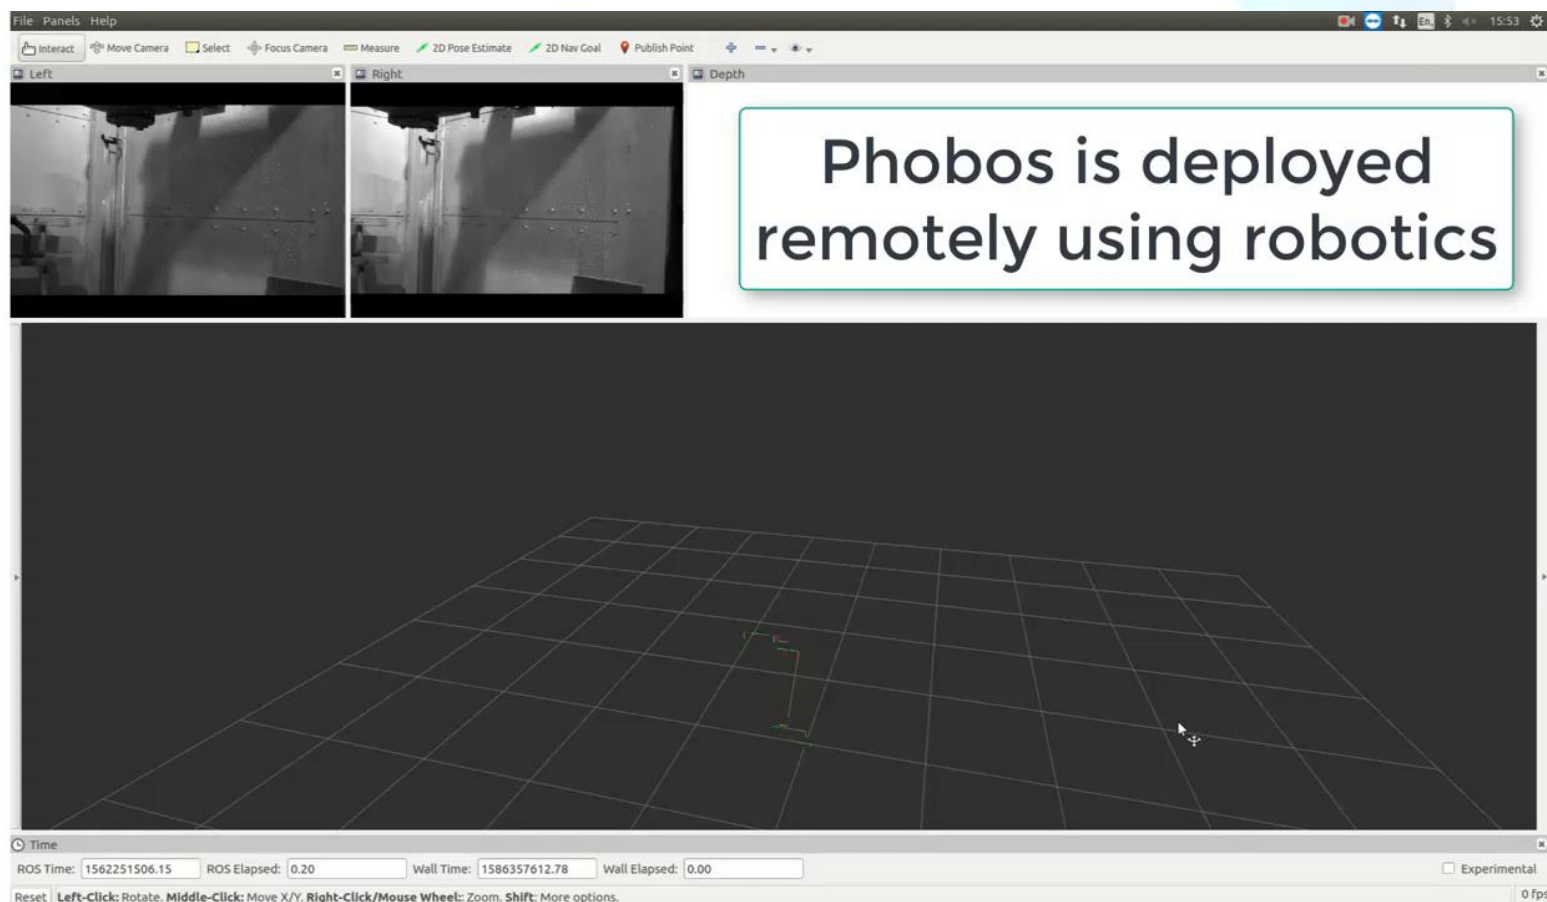 File Panels Help
En 15:53
Interact Move Camera Select Focus Camera Measure 2D Pose Estimate 2D Nav Goal Publish Point
Left Right Depth
Phobos is deployed
remotely using robotics
Time
ROS Time: 1562251506.15 ROS Elapsed: 0.20 Wall Time: 1586357612.78 Wall Elapsed: 0.00 Experimental
Reset Left-Click: Rotate. Middle-Click: Move X/Y. Right-Click/Mouse Wheel:: Zoom. Shift: More options. 0 fps